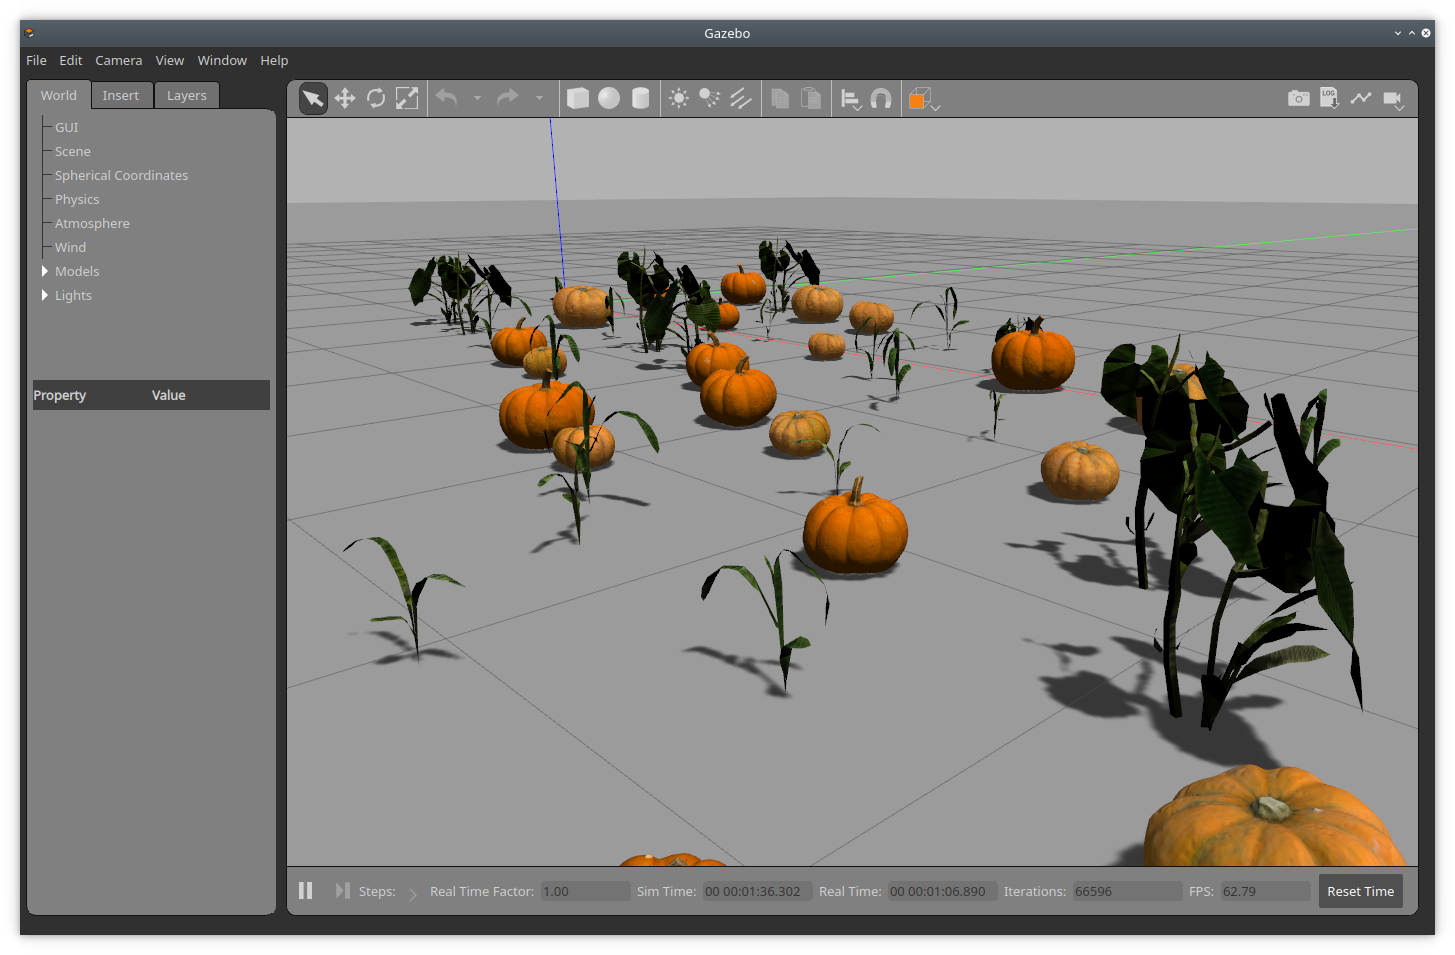 Gazebo
File Edit Camera View Window Help
World Insert Layers
GUI
Scene
Spherical Coordinates
Physics
Atmosphere
Wind
Models
Lights
Property Value
LOG
Steps: Real Time Factor: 1.00 Sim Time: 00 00:01:36.302 Real Time: 00 00:01:06.890 Iterations: 66596 FPS: 62.79 Reset Time